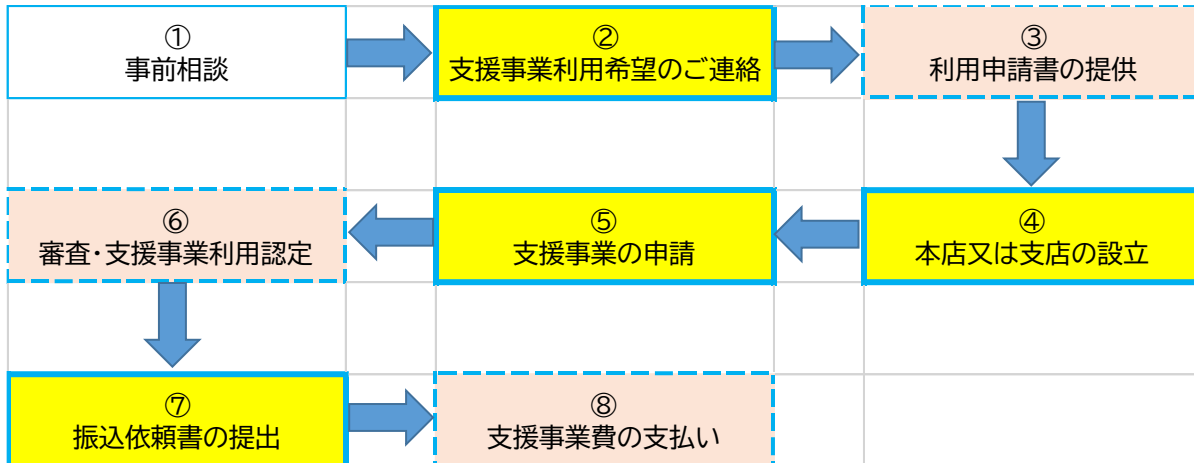 ①
事前相談
②
支援事業利用希望のご連絡
③
利用申請書の提供
④
本店又は支店の設立
⑤
支援事業の申請
⑥
審査・支援事業利用認定
⑦
振込依頼書の提出
⑧
支援事業費の支払い